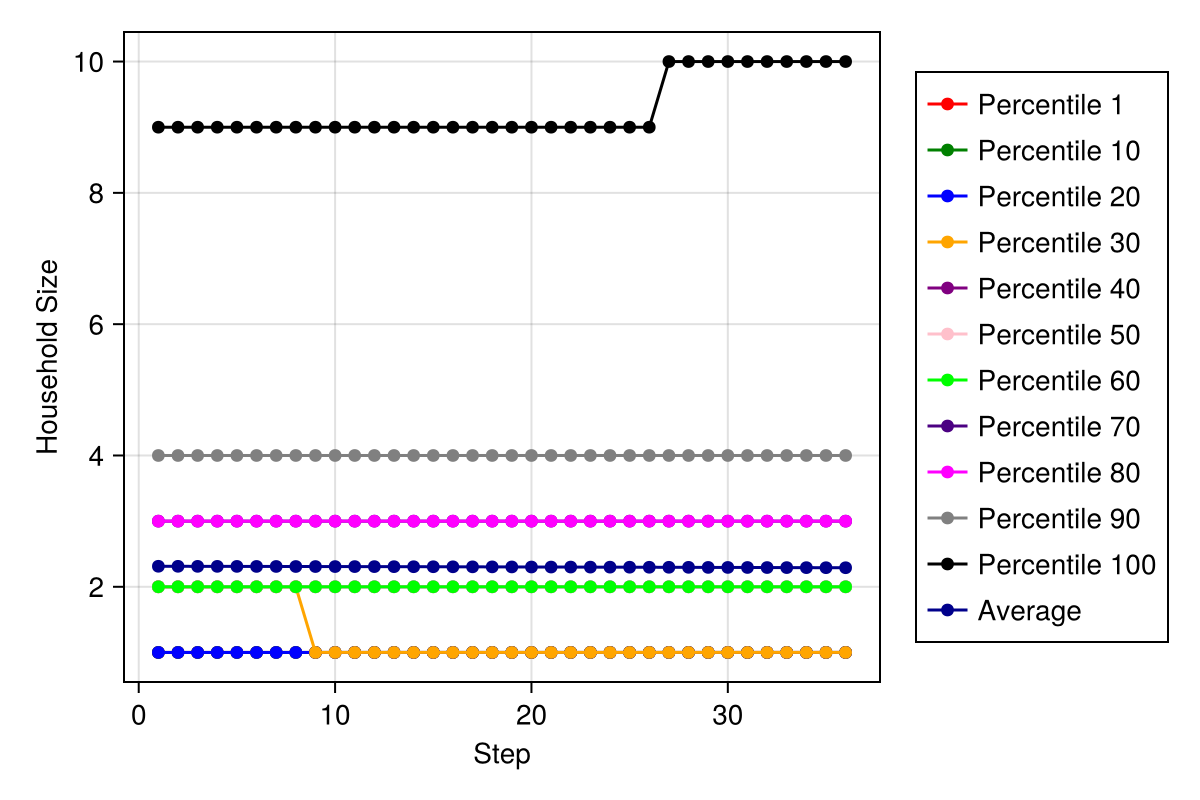 10
8
6
4
2
Household Size
0
10
20
30
Step
Percentile 1
Percentile 10
Percentile 20
Percentile 30
Percentile 40
Percentile 50
Percentile 60
Percentile 70
Percentile 80
Percentile 90
Percentile 100
Average